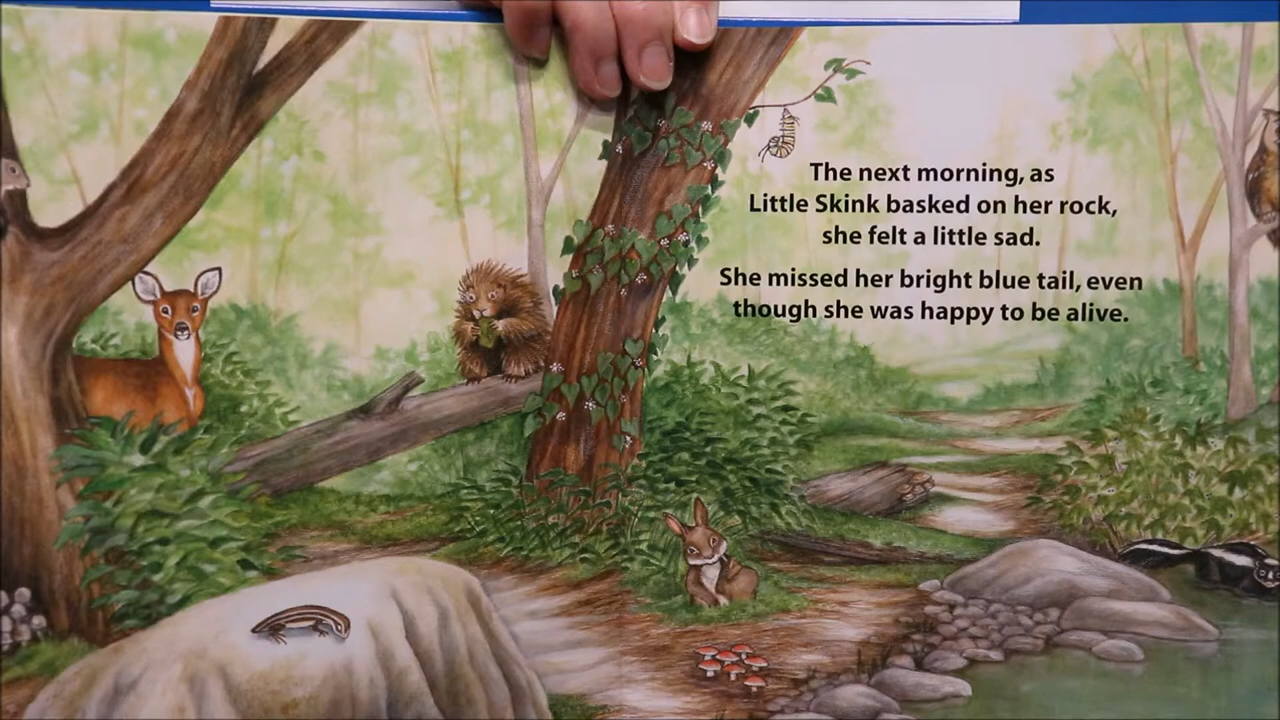 The next morning, as
Little Skink basked on her rock,
she felt a little sad.
She missed her bright blue tail, even
though she was happy to be alive.